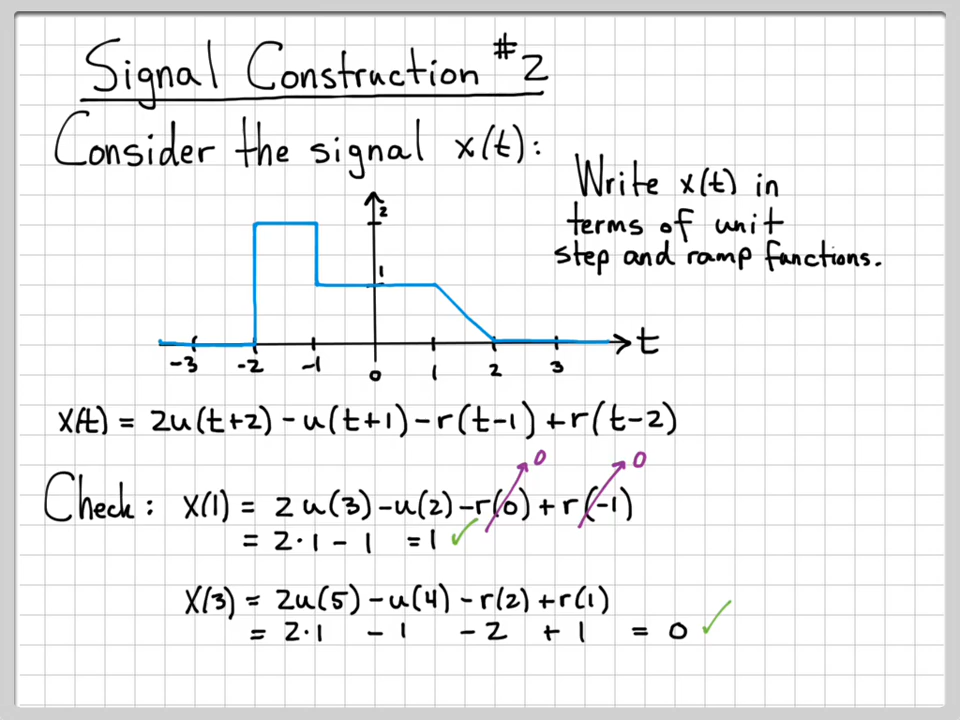 Signal Construction #2
Consider the signal x(t):
Write x(t) in
terms of unit
step and ramp functions.
2
1
t
-3 -2 -1 0 1 2 3
x(t) = 2u(t+2) - u(t+1) - r(t-1) + r(t-2)
0 0
Check: x(1) = 2u(3) - u(2) - r(0) + r(-1)
= 2·1 - 1 = 1 ✓
x(3) = 2u(5) - u(4) - r(2) + r(1)
= 2·1 - 1 - 2 + 1 = 0 ✓